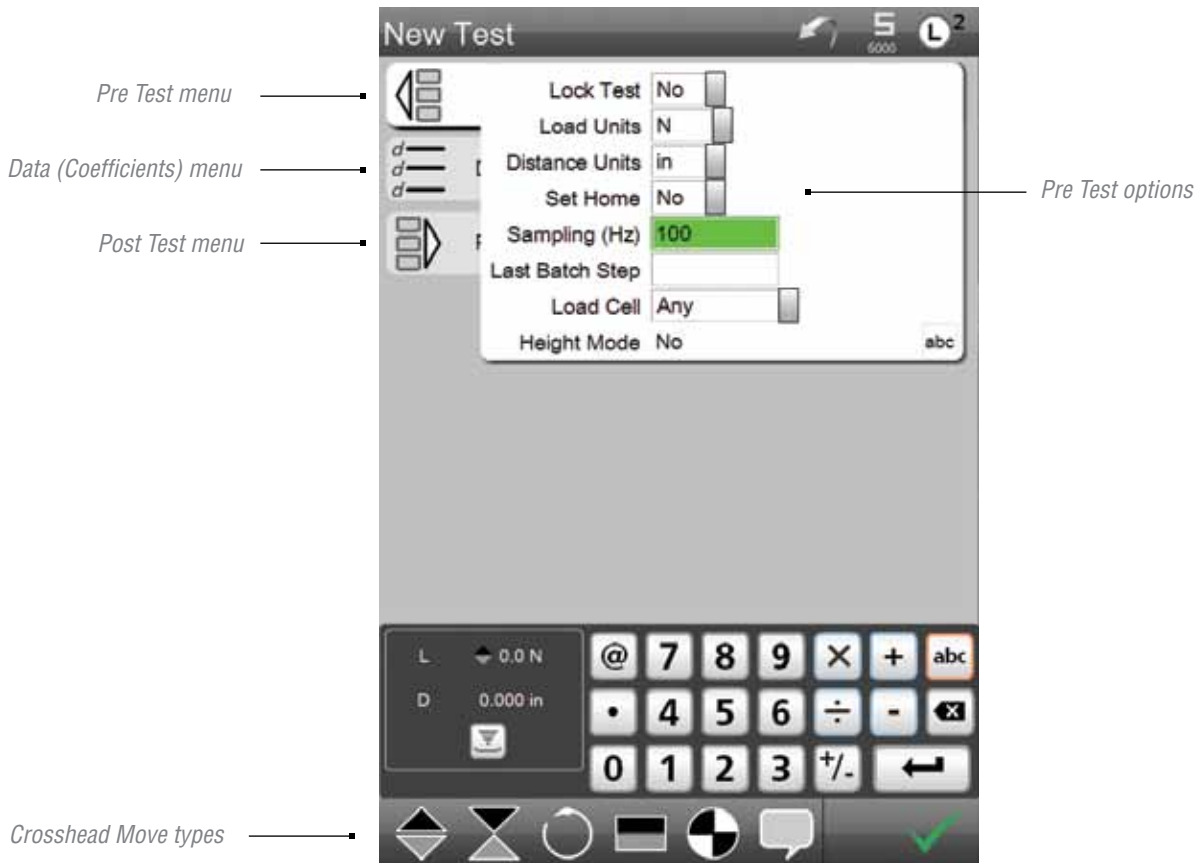 New Test
5000
L 2
Pre Test menu
Data (Coefficients) menu
Post Test menu
Pre Test options
Crosshead Move types
d
d
d
D
P
Lock Test No
Load Units N
Distance Units in
Set Home No
Sampling (Hz) 100
Last Batch Step
Load Cell Any
Height Mode No
abc
L 0.0 N
D 0.000 in
@ 7 8 9 × + abc
• 4 5 6 ÷ -
0 1 2 3 +/-